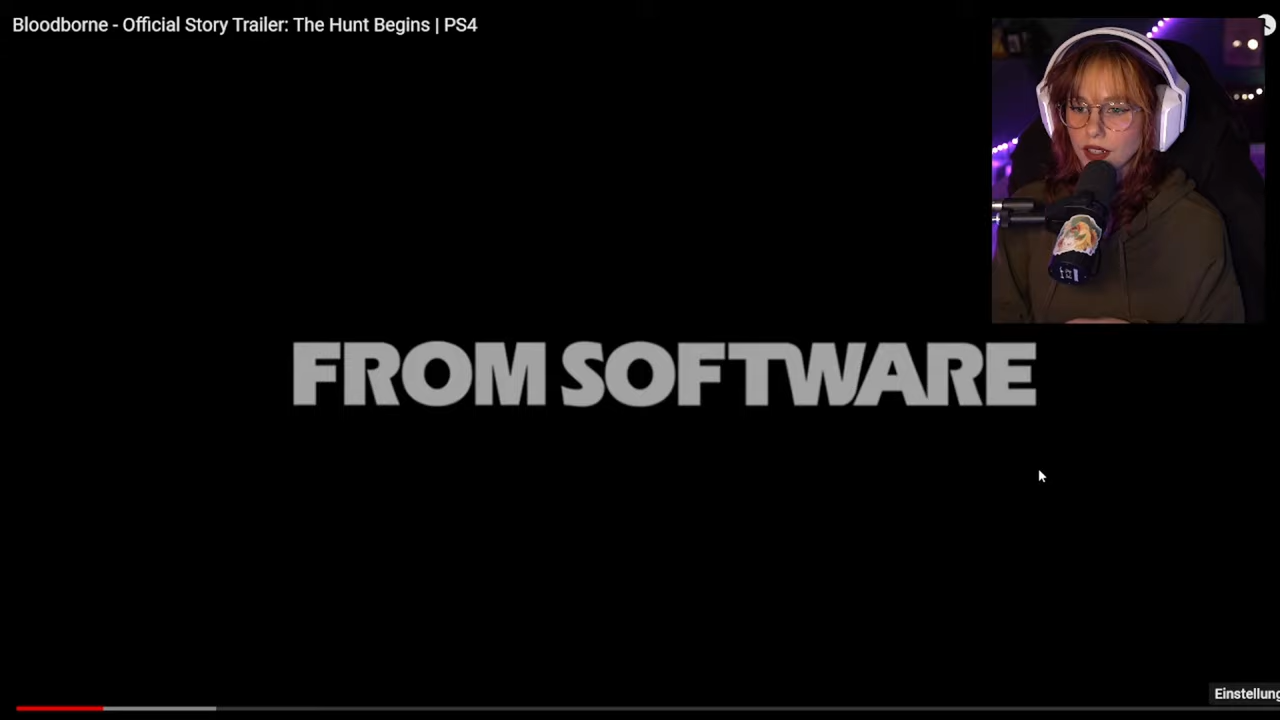 Bloodborne - Official Story Trailer: The Hunt Begins | PS4
FROM SOFTWARE
Einstellung